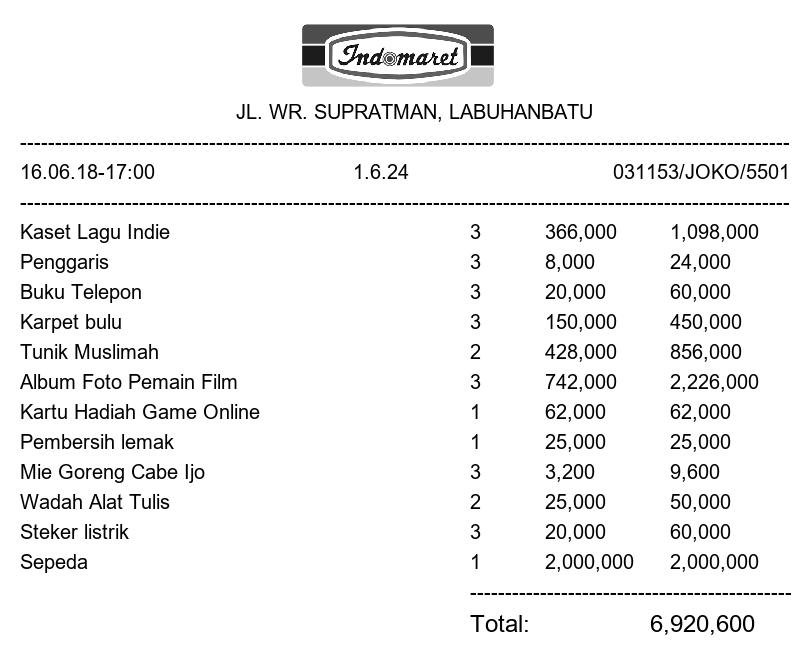 Indomaret
JL. WR. SUPRATMAN, LABUHANBATU
16.06.18-17:00 1.6.24 031153/JOKO/5501
Kaset Lagu Indie 3 366,000 1,098,000
Penggaris 3 8,000 24,000
Buku Telepon 3 20,000 60,000
Karpet bulu 3 150,000 450,000
Tunik Muslimah 2 428,000 856,000
Album Foto Pemain Film 3 742,000 2,226,000
Kartu Hadiah Game Online 1 62,000 62,000
Pembersih lemak 1 25,000 25,000
Mie Goreng Cabe Ijo 3 3,200 9,600
Wadah Alat Tulis 2 25,000 50,000
Steker listrik 3 20,000 60,000
Sepeda 1 2,000,000 2,000,000
Total: 6,920,600